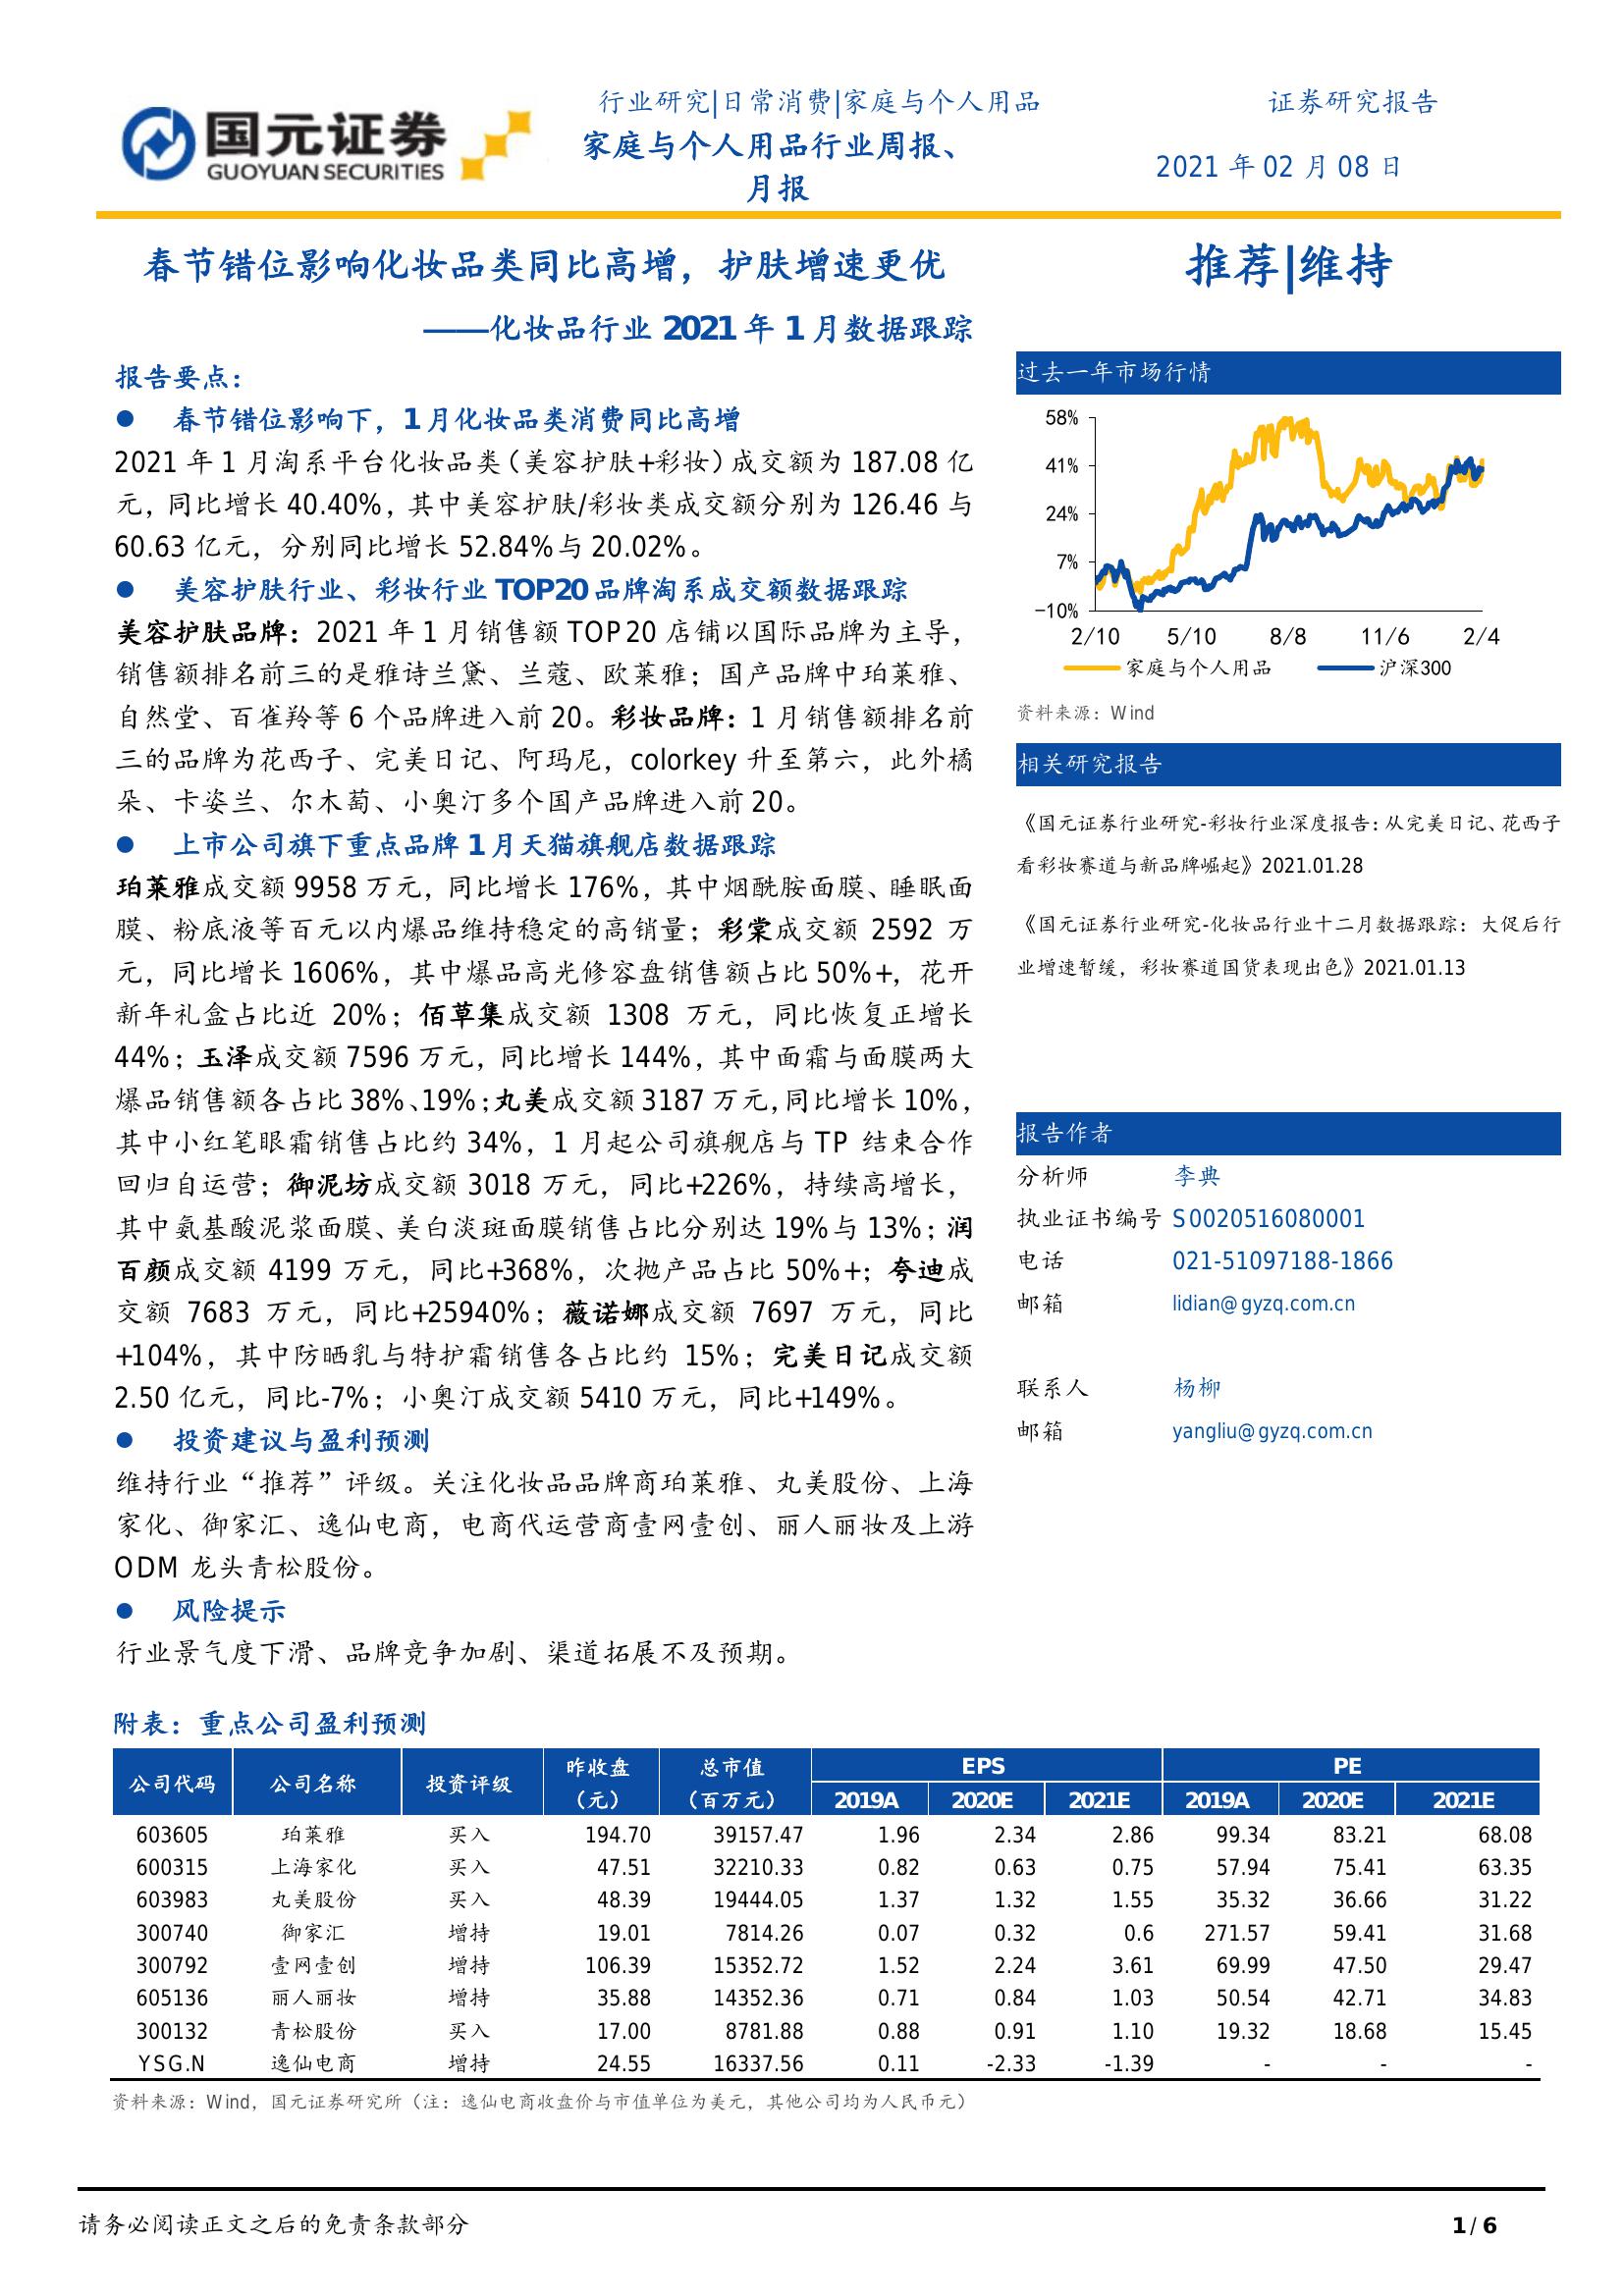 国元证券
GUOYUAN SECURITIES
行业研究|日常消费|家庭与个人用品
家庭与个人用品行业周报、
月报
证券研究报告
2021 年 02 月 08 日
春节错位影响化妆品类同比高增，护肤增速更优
——化妆品行业 2021 年 1 月数据跟踪
报告要点：
● 春节错位影响下，1 月化妆品类消费同比高增
2021 年 1 月淘系平台化妆品类（美容护肤+彩妆）成交额为 187.08 亿
元，同比增长 40.40%，其中美容护肤/彩妆类成交额分别为 126.46 与
60.63 亿元，分别同比增长 52.84%与 20.02%。
● 美容护肤行业、彩妆行业 TOP20 品牌淘系成交额数据跟踪
美容护肤品牌：2021 年 1 月销售额 TOP20 店铺以国际品牌为主导，
销售额排名前三的是雅诗兰黛、兰蔻、欧莱雅；国产品牌中珀莱雅、
自然堂、百雀羚等 6 个品牌进入前 20。彩妆品牌：1 月销售额排名前
三的品牌为花西子、完美日记、阿玛尼，colorkey 升至第六，此外橘
朵、卡姿兰、尔木萄、小奥汀多个国产品牌进入前 20。
● 上市公司旗下重点品牌 1 月天猫旗舰店数据跟踪
珀莱雅成交额 9958 万元，同比增长 176%，其中烟酰胺面膜、睡眠面
膜、粉底液等百元以内爆品维持稳定的高销量；彩棠成交额 2592 万
元，同比增长 1606%，其中爆品高光修容盘销售额占比 50%+，花开
新年礼盒占比近 20%；佰草集成交额 1308 万元，同比恢复正增长
44%；玉泽成交额 7596 万元，同比增长 144%，其中面霜与面膜两大
爆品销售额各占比 38%、19%；丸美成交额 3187 万元，同比增长 10%，
其中小红笔眼霜销售占比约 34%，1 月起公司旗舰店与 TP 结束合作
回归自运营；御泥坊成交额 3018 万元，同比+226%，持续高增长，
其中氨基酸泥浆面膜、美白淡斑面膜销售占比分别达 19%与 13%；润
百颜成交额 4199 万元，同比+368%，次抛产品占比 50%+；夸迪成
交额 7683 万元，同比+25940%；薇诺娜成交额 7697 万元，同比
+104%，其中防晒乳与特护霜销售各占比约 15%；完美日记成交额
2.50 亿元，同比-7%；小奥汀成交额 5410 万元，同比+149%。
● 投资建议与盈利预测
维持行业“推荐”评级。关注化妆品品牌商珀莱雅、丸美股份、上海
家化、御家汇、逸仙电商，电商代运营商壹网壹创、丽人丽妆及上游
ODM 龙头青松股份。
● 风险提示
行业景气度下滑、品牌竞争加剧、渠道拓展不及预期。
推荐|维持
过去一年市场行情
58%
41%
24%
7%
-10%
2/10 5/10 8/8 11/6 2/4
家庭与个人用品 沪深300
资料来源：Wind
相关研究报告
《国元证券行业研究-彩妆行业深度报告：从完美日记、花西子
看彩妆赛道与新品牌崛起》2021.01.28
《国元证券行业研究-化妆品行业十二月数据跟踪：大促后行
业增速暂缓，彩妆赛道国货表现出色》2021.01.13
报告作者
分析师 李典
执业证书编号 S0020516080001
电话 021-51097188-1866
邮箱 lidian@gyzq.com.cn
联系人 杨柳
邮箱 yangliu@gyzq.com.cn
附表：重点公司盈利预测
公司代码 公司名称 投资评级 昨收盘（元） 总市值（百万元） EPS PE
2019A 2020E 2021E 2019A 2020E 2021E
603605 珀莱雅 买入 194.70 39157.47 1.96 2.34 2.86 99.34 83.21 68.08
600315 上海家化 买入 47.51 32210.33 0.82 0.63 0.75 57.94 75.41 63.35
603983 丸美股份 买入 48.39 19444.05 1.37 1.32 1.55 35.32 36.66 31.22
300740 御家汇 增持 19.01 7814.26 0.07 0.32 0.6 271.57 59.41 31.68
300792 壹网壹创 增持 106.39 15352.72 1.52 2.24 3.61 69.99 47.50 29.47
605136 丽人丽妆 增持 35.88 14352.36 0.71 0.84 1.03 50.54 42.71 34.83
300132 青松股份 买入 17.00 8781.88 0.88 0.91 1.10 19.32 18.68 15.45
YSG.N 逸仙电商 增持 24.55 16337.56 0.11 -2.33 -1.39 - - -
资料来源：Wind，国元证券研究所（注：逸仙电商收盘价与市值单位为美元，其他公司均为人民币元）
请务必阅读正文之后的免责条款部分
1 / 6